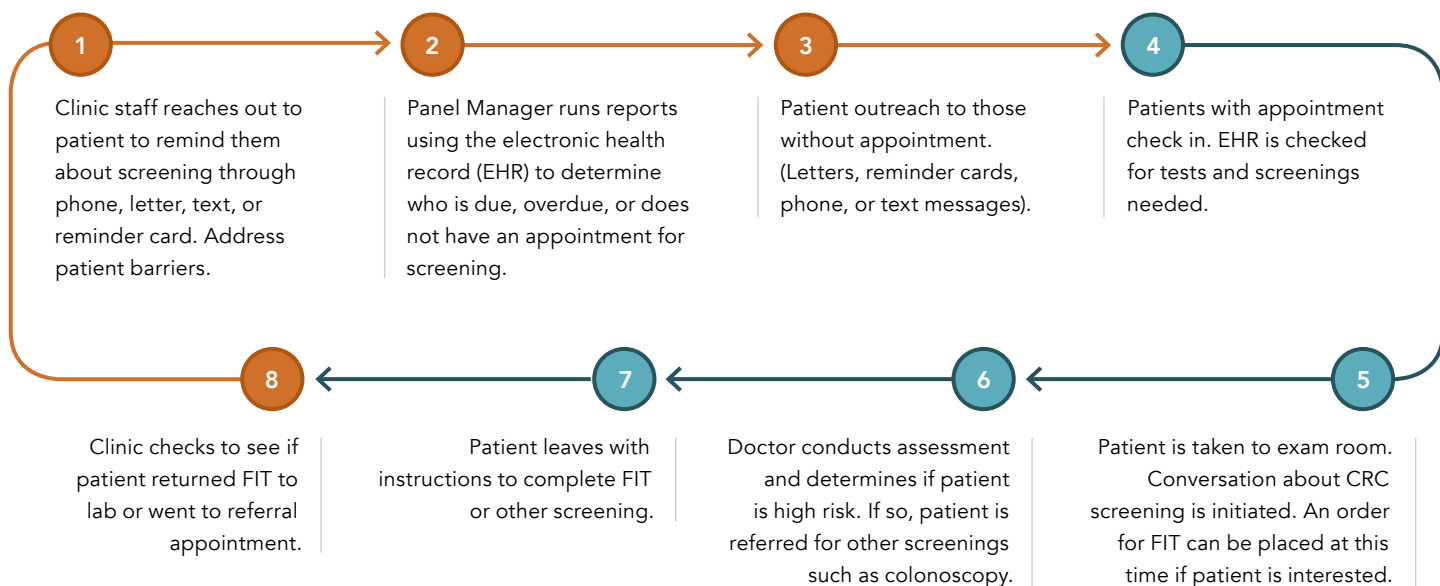 1
Clinic staff reaches out to
patient to remind them
about screening through
phone, letter, text, or
reminder card. Address
patient barriers.
2
Panel Manager runs reports
using the electronic health
record (EHR) to determine
who is due, overdue, or does
not have an appointment for
screening.
3
Patient outreach to those
without appointment.
(Letters, reminder cards,
phone, or text messages).
4
Patients with appointment
check in. EHR is checked
for tests and screenings
needed.
5
Patient is taken to exam room.
Conversation about CRC
screening is initiated. An order
for FIT can be placed at this
time if patient is interested.
6
Doctor conducts assessment
and determines if patient
is high risk. If so, patient is
referred for other screenings
such as colonoscopy.
7
Patient leaves with
instructions to complete FIT
or other screening.
8
Clinic checks to see if
patient returned FIT to
lab or went to referral
appointment.